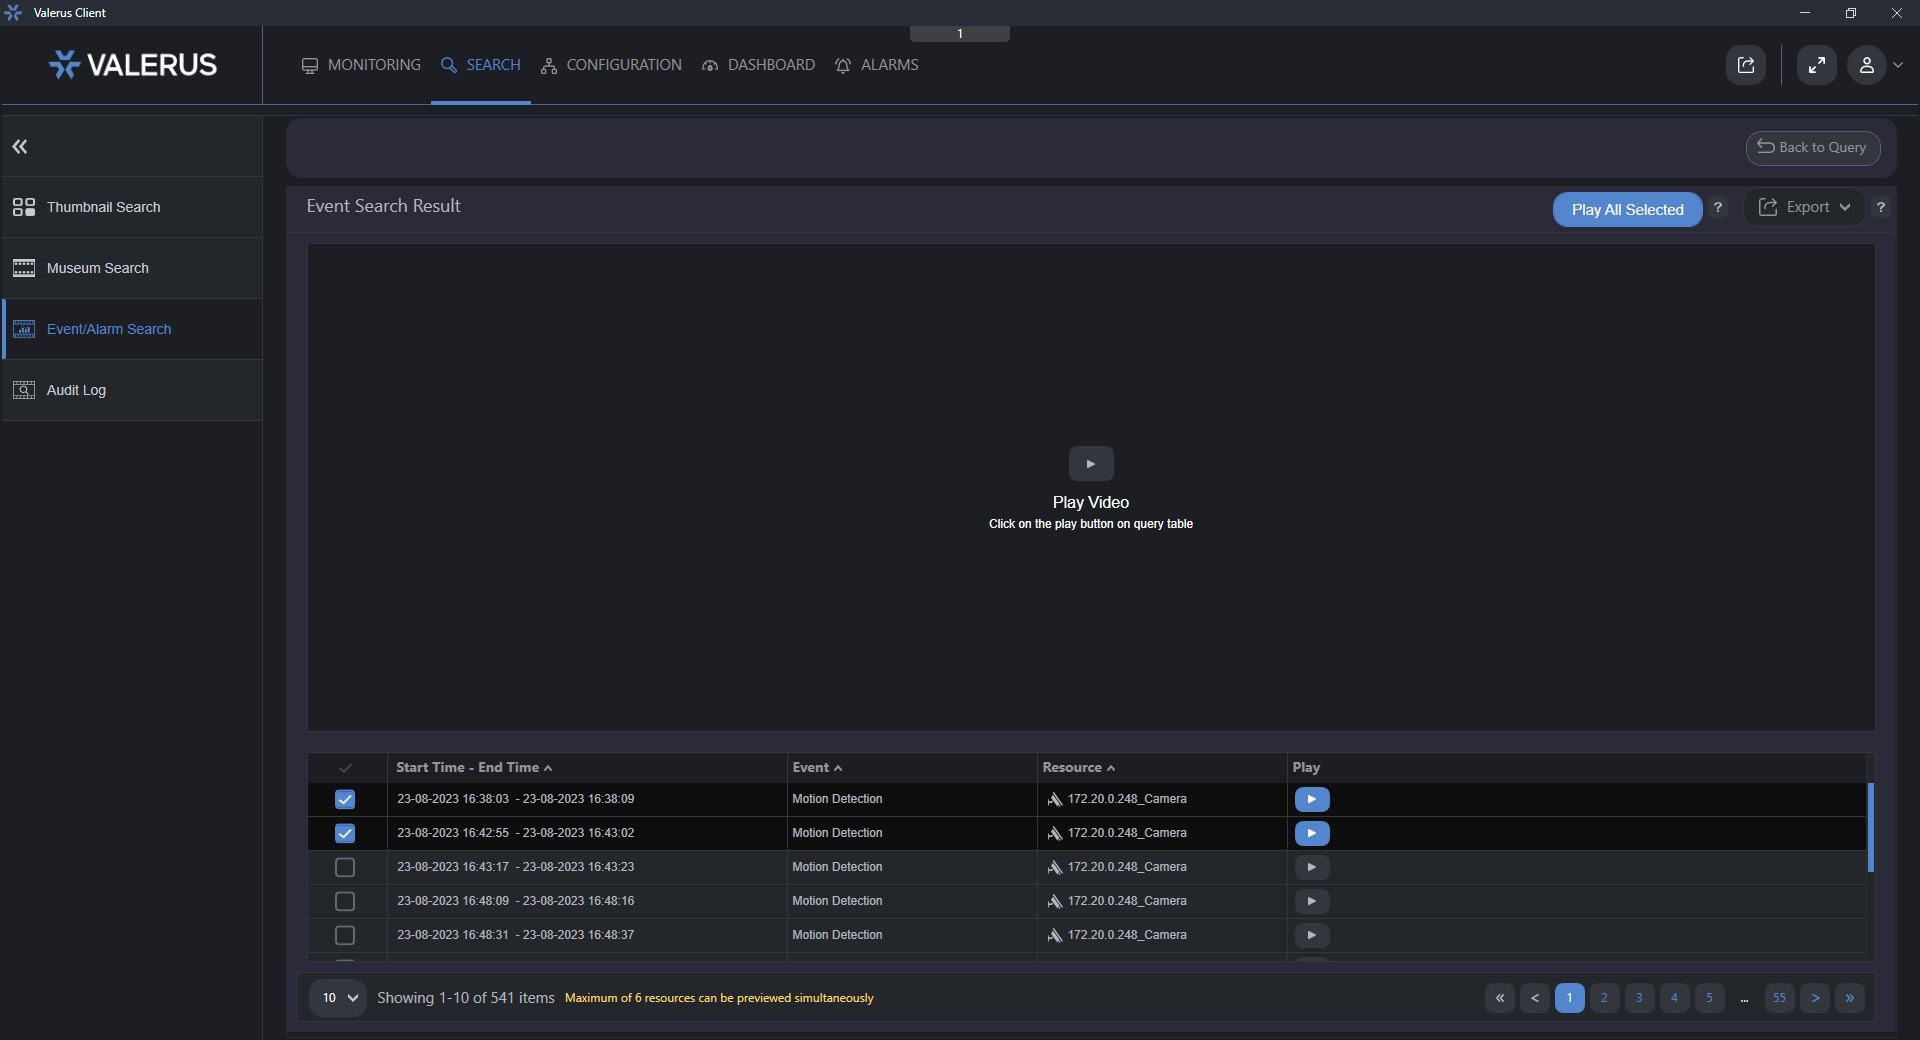 Valerus Client
1
VALERUS
MONITORING
SEARCH
CONFIGURATION
DASHBOARD
ALARMS
Back to Query
Thumbnail Search
Museum Search
Event/Alarm Search
Audit Log
Event Search Result
Play All Selected
?
Export
?
Play Video
Click on the play button on query table
Start Time - End Time Event Resource Play
23-08-2023 16:38:03 - 23-08-2023 16:38:09 Motion Detection 172.20.0.248_Camera
23-08-2023 16:42:55 - 23-08-2023 16:43:02 Motion Detection 172.20.0.248_Camera
23-08-2023 16:43:17 - 23-08-2023 16:43:23 Motion Detection 172.20.0.248_Camera
23-08-2023 16:48:09 - 23-08-2023 16:48:16 Motion Detection 172.20.0.248_Camera
23-08-2023 16:48:31 - 23-08-2023 16:48:37 Motion Detection 172.20.0.248_Camera
10 Showing 1-10 of 541 items Maximum of 6 resources can be previewed simultaneously
« < 1 2 3 4 5 ... 55 > »